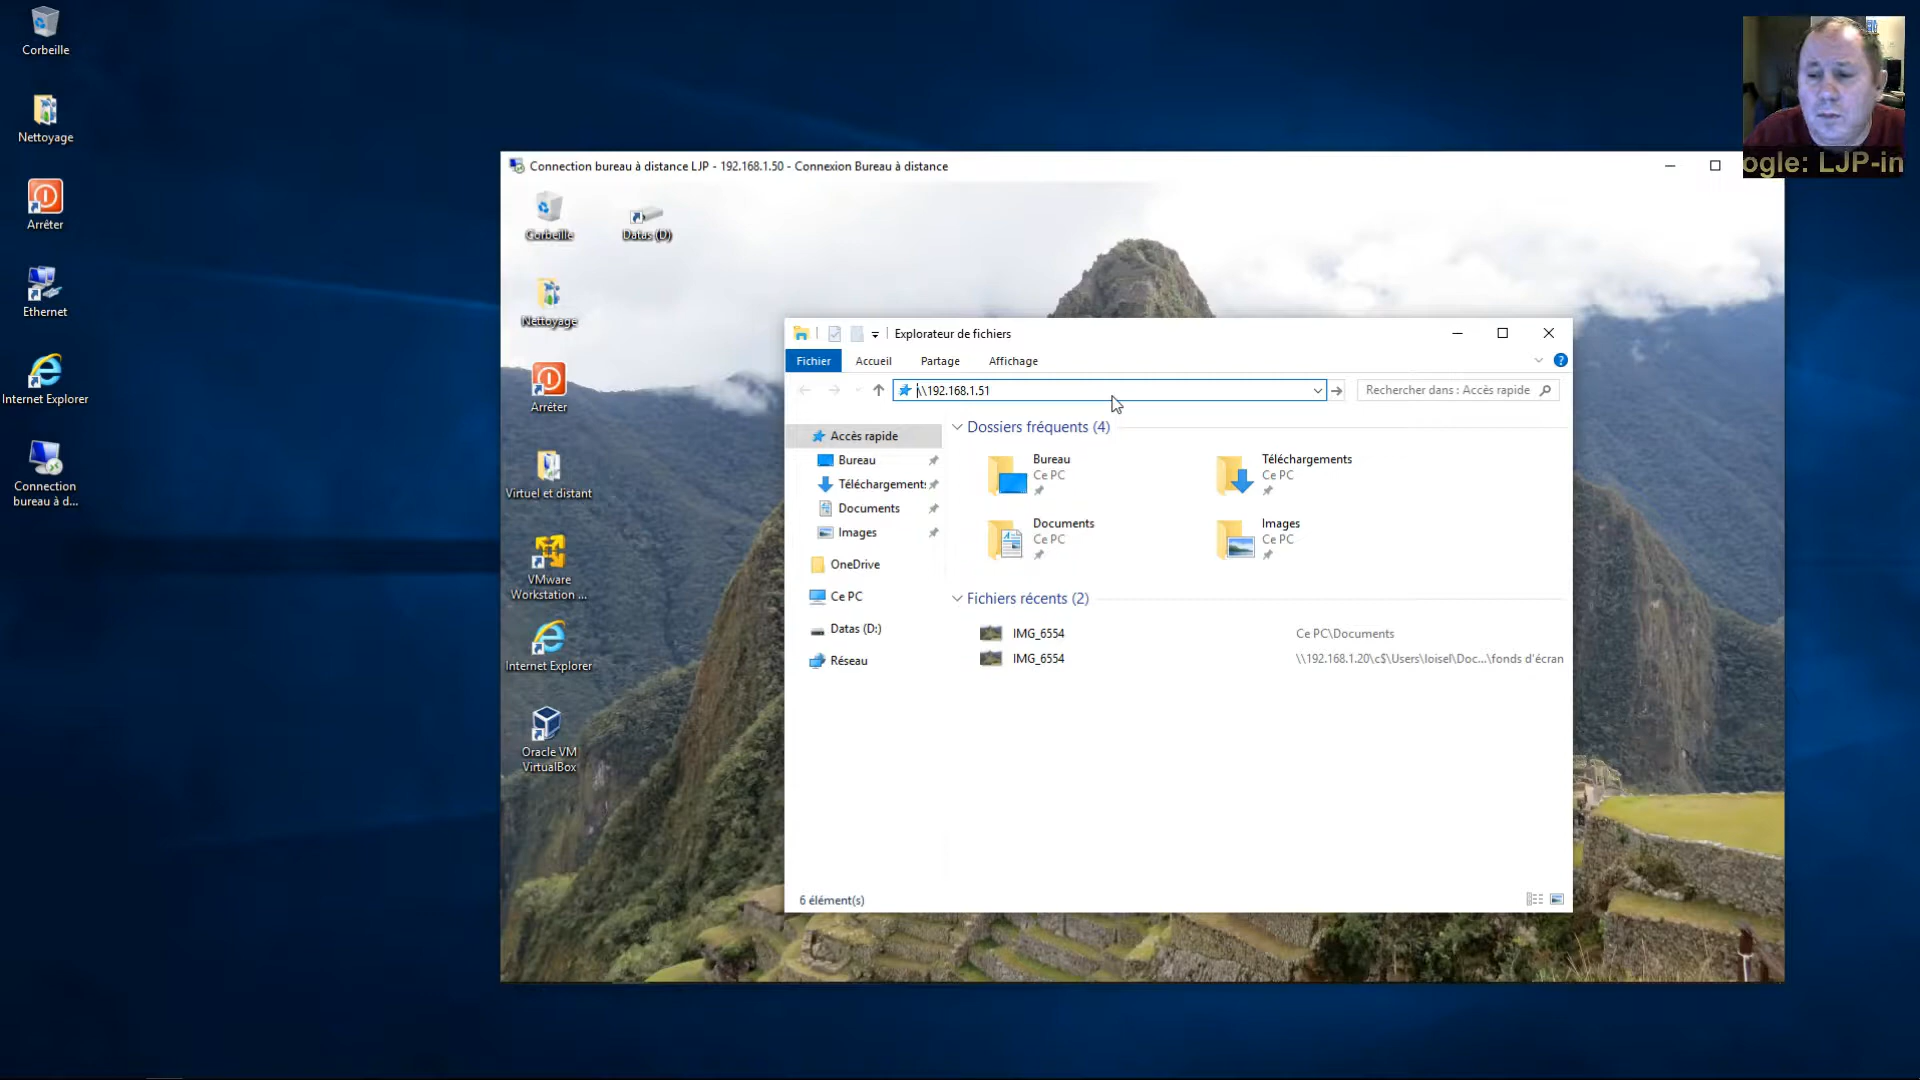 Corbeille
Nettoyage
Arrêter
Ethernet
Internet Explorer
Connection
bureau à d...
ogle: LJP-in
Connection bureau à distance LJP - 192.168.1.50 - Connexion Bureau à distance
Corbeille
Datas (D)
Nettoyage
Arrêter
Virtuel et distant
VMware
Workstation ...
Internet Explorer
Oracle VM
VirtualBox
Explorateur de fichiers
Fichier Accueil Partage Affichage
\\192.168.1.51
Rechercher dans : Accès rapide
Accès rapide
Bureau
Téléchargement:
Documents
Images
OneDrive
Ce PC
Datas (D:)
Réseau
Dossiers fréquents (4)
Bureau
Ce PC
Téléchargements
Ce PC
Documents
Ce PC
Images
Ce PC
Fichiers récents (2)
IMG_6554 Ce PC\Documents
IMG_6554 \\192.168.1.20\c$\Users\loisel\Doc...\fonds d'écran
6 élément(s)